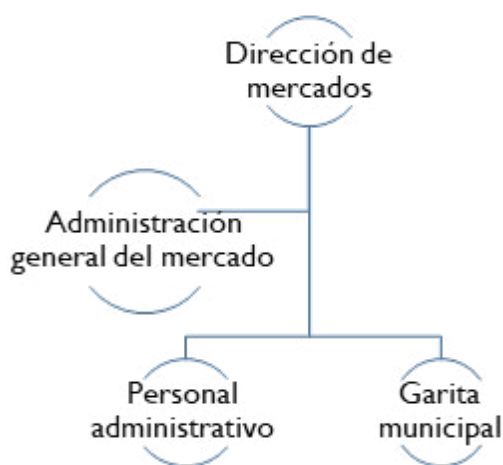 Dirección de
mercados
Administración
general del mercado
Personal
administrativo
Garita
municipal